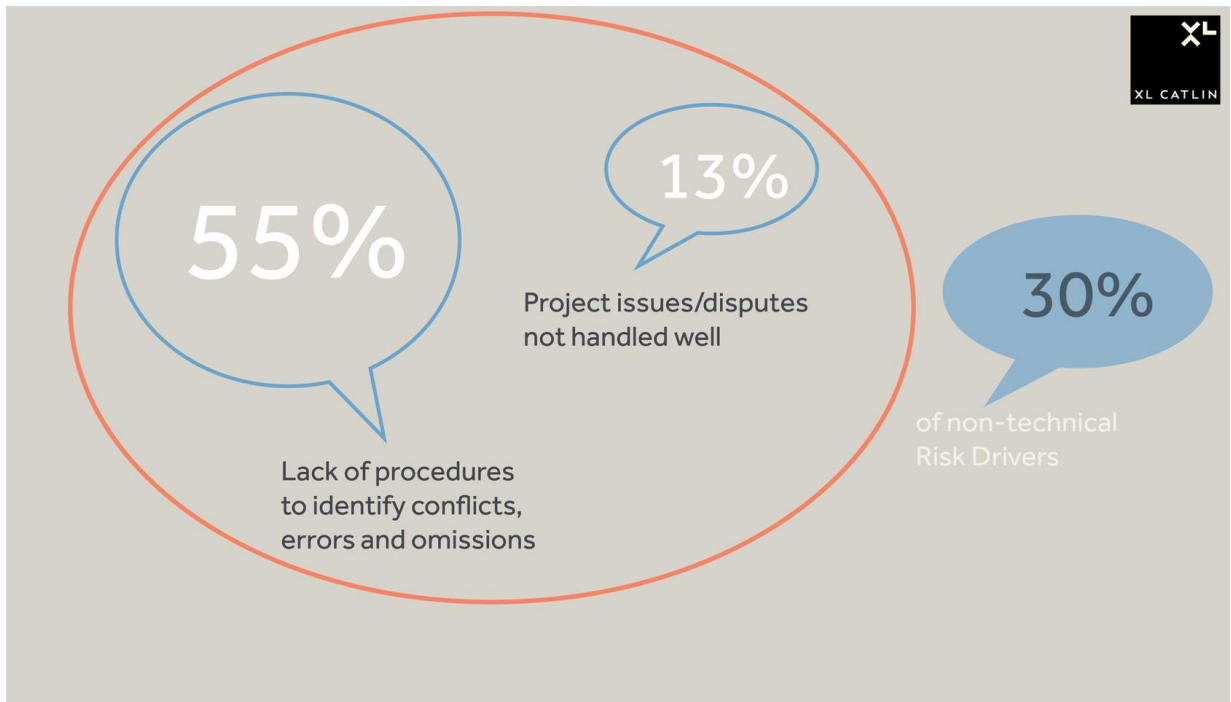 55%
Lack of procedures
to identify conflicts,
errors and omissions
13%
Project issues/disputes
not handled well
30%
of non-technical
Risk Drivers
XL
XL CATLIN